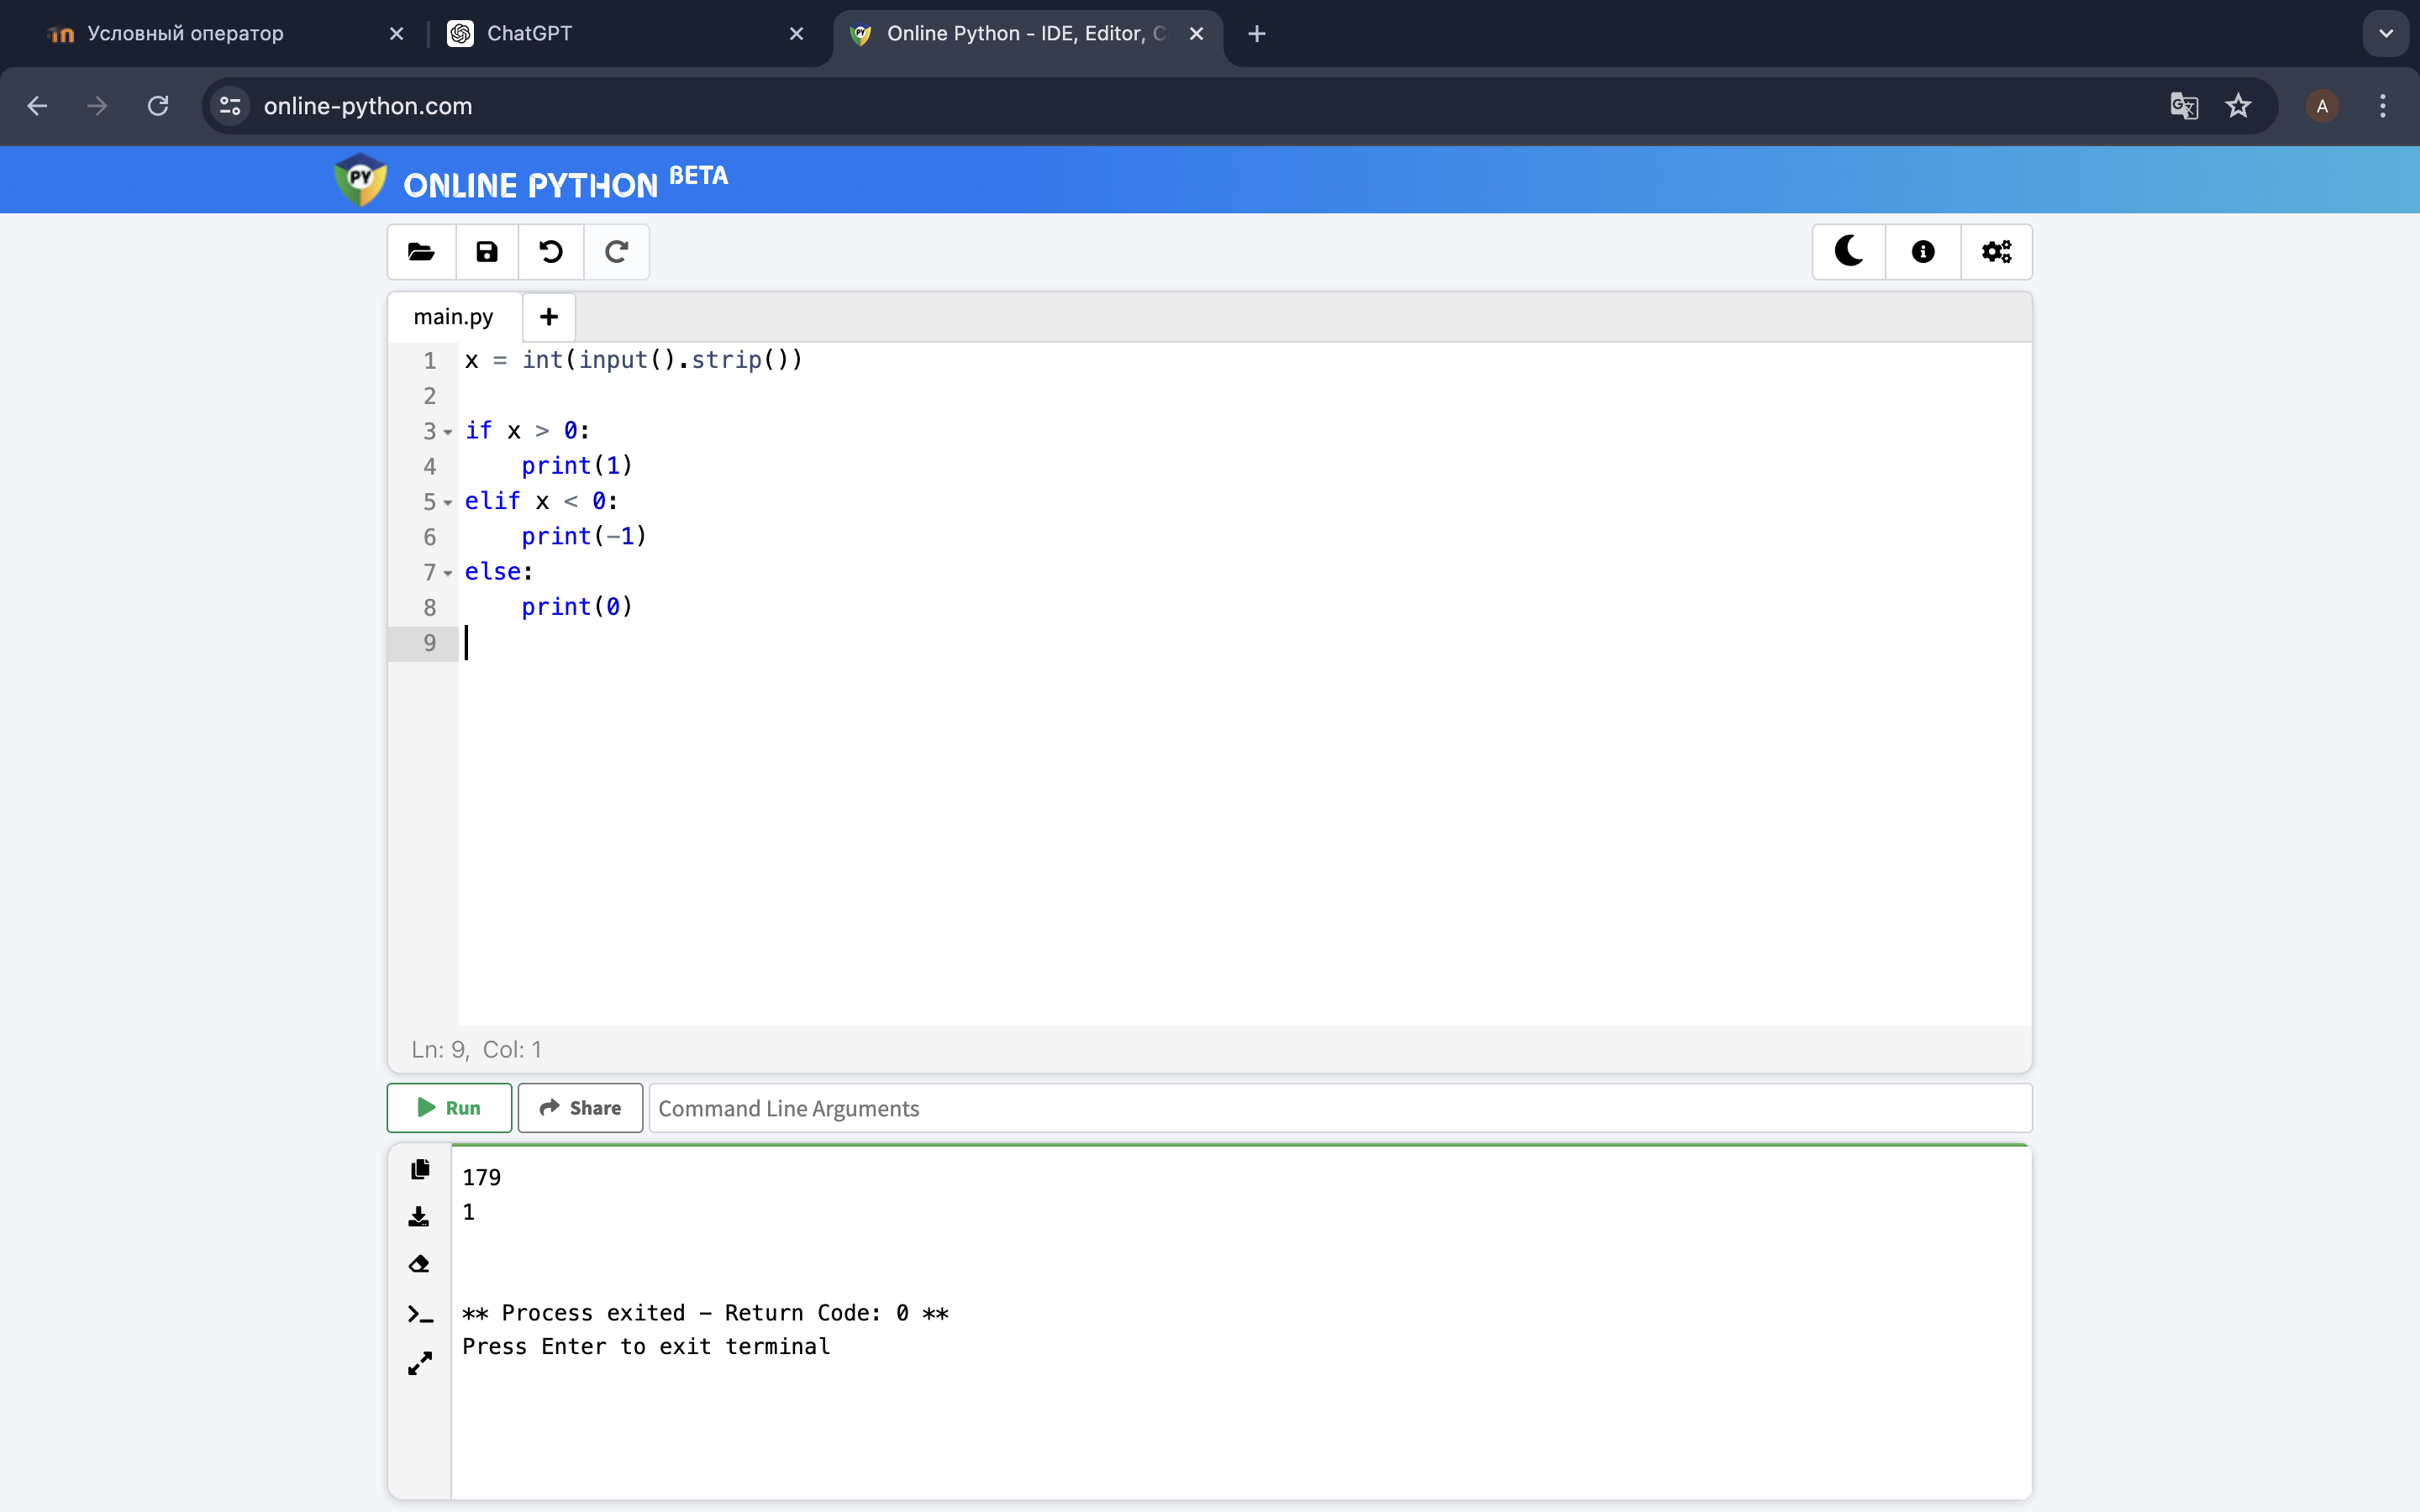 Условный оператор
ChatGPT
Online Python - IDE, Editor, C
online-python.com
A
PY ONLINE PYTHON BETA
main.py
1 x = int(input().strip())
2
3 if x > 0:
4 print(1)
5 elif x < 0:
6 print(-1)
7 else:
8 print(0)
9
Ln: 9, Col: 1
Run Share Command Line Arguments
179
1
** Process exited - Return Code: 0 **
Press Enter to exit terminal